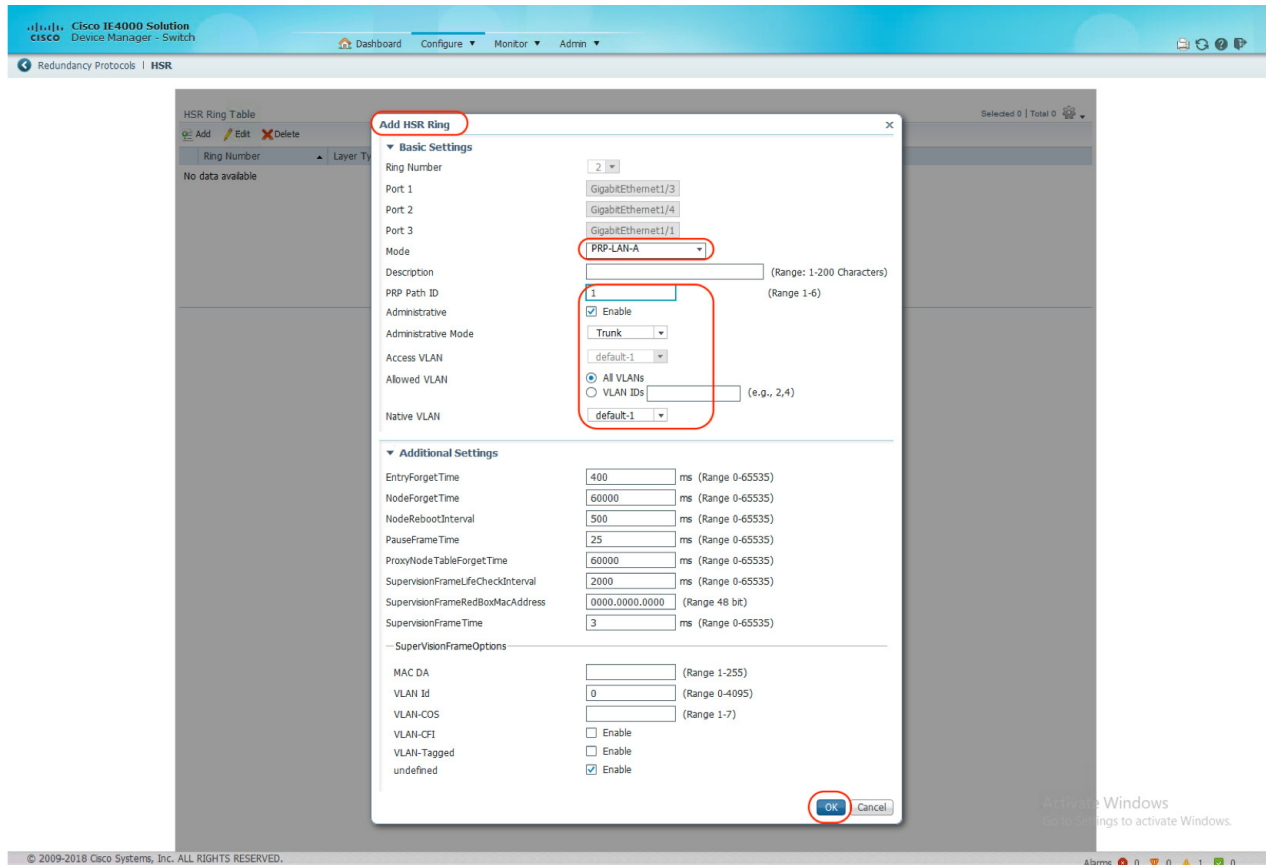 Cisco IE4000 Solution
CISCO Device Manager - Switch
Dashboard Configure ▼ Monitor ▼ Admin ▼
Redundancy Protocols | HSR
HSR Ring Table Selected 0 | Total 0
Add Edit Delete
Ring Number Layer Ty
No data available
Add HSR Ring x
Basic Settings
Ring Number 2
Port 1 GigabitEthernet1/3
Port 2 GigabitEthernet1/4
Port 3 GigabitEthernet1/1
Mode PRP-LAN-A
Description (Range: 1-200 Characters)
PRP Path ID 1 (Range 1-6)
Administrative Enable
Administrative Mode Trunk
Access VLAN default-1
Allowed VLAN All VLANs
VLAN IDs (e.g., 2,4)
Native VLAN default-1
Additional Settings
EntryForgetTime 400 ms (Range 0-65535)
NodeForgetTime 60000 ms (Range 0-65535)
NodeRebootInterval 500 ms (Range 0-65535)
PauseFrameTime 25 ms (Range 0-65535)
ProxyNodeTableForgetTime 60000 ms (Range 0-65535)
SupervisionFrameLifeCheckInterval 2000 ms (Range 0-65535)
SupervisionFrameRedBoxMacAddress 0000.0000.0000 (Range 48 bit)
SupervisionFrameTime 3 ms (Range 0-65535)
SuperVisionFrameOptions
MAC DA (Range 1-255)
VLAN Id 0 (Range 0-4095)
VLAN-COS (Range 1-7)
VLAN-CFI Enable
VLAN-Tagged Enable
undefined Enable
OK Cancel
Activate Windows
Go to Settings to activate Windows.
© 2009-2018 Cisco Systems, Inc. ALL RIGHTS RESERVED. Alarms 0 0 1 0